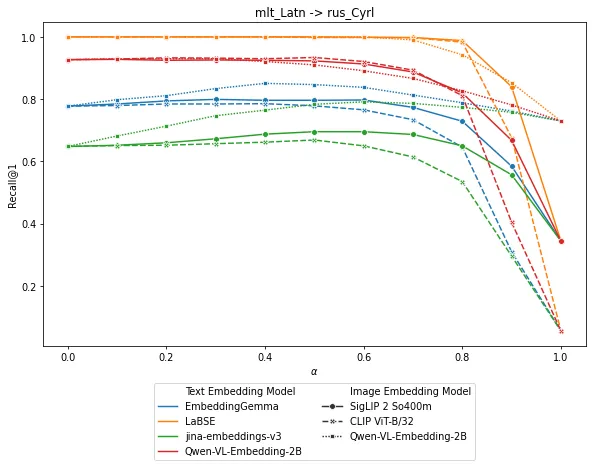 mlt_Latn -> rus_Cyrl
Recall@1
1.0
0.8
0.6
0.4
0.2
0.0
0.2
0.4
0.6
0.8
1.0
α
Text Embedding Model
EmbeddingGemma
LaBSE
jina-embeddings-v3
Qwen-VL-Embedding-2B
Image Embedding Model
SigLIP 2 So400m
CLIP ViT-B/32
Qwen-VL-Embedding-2B